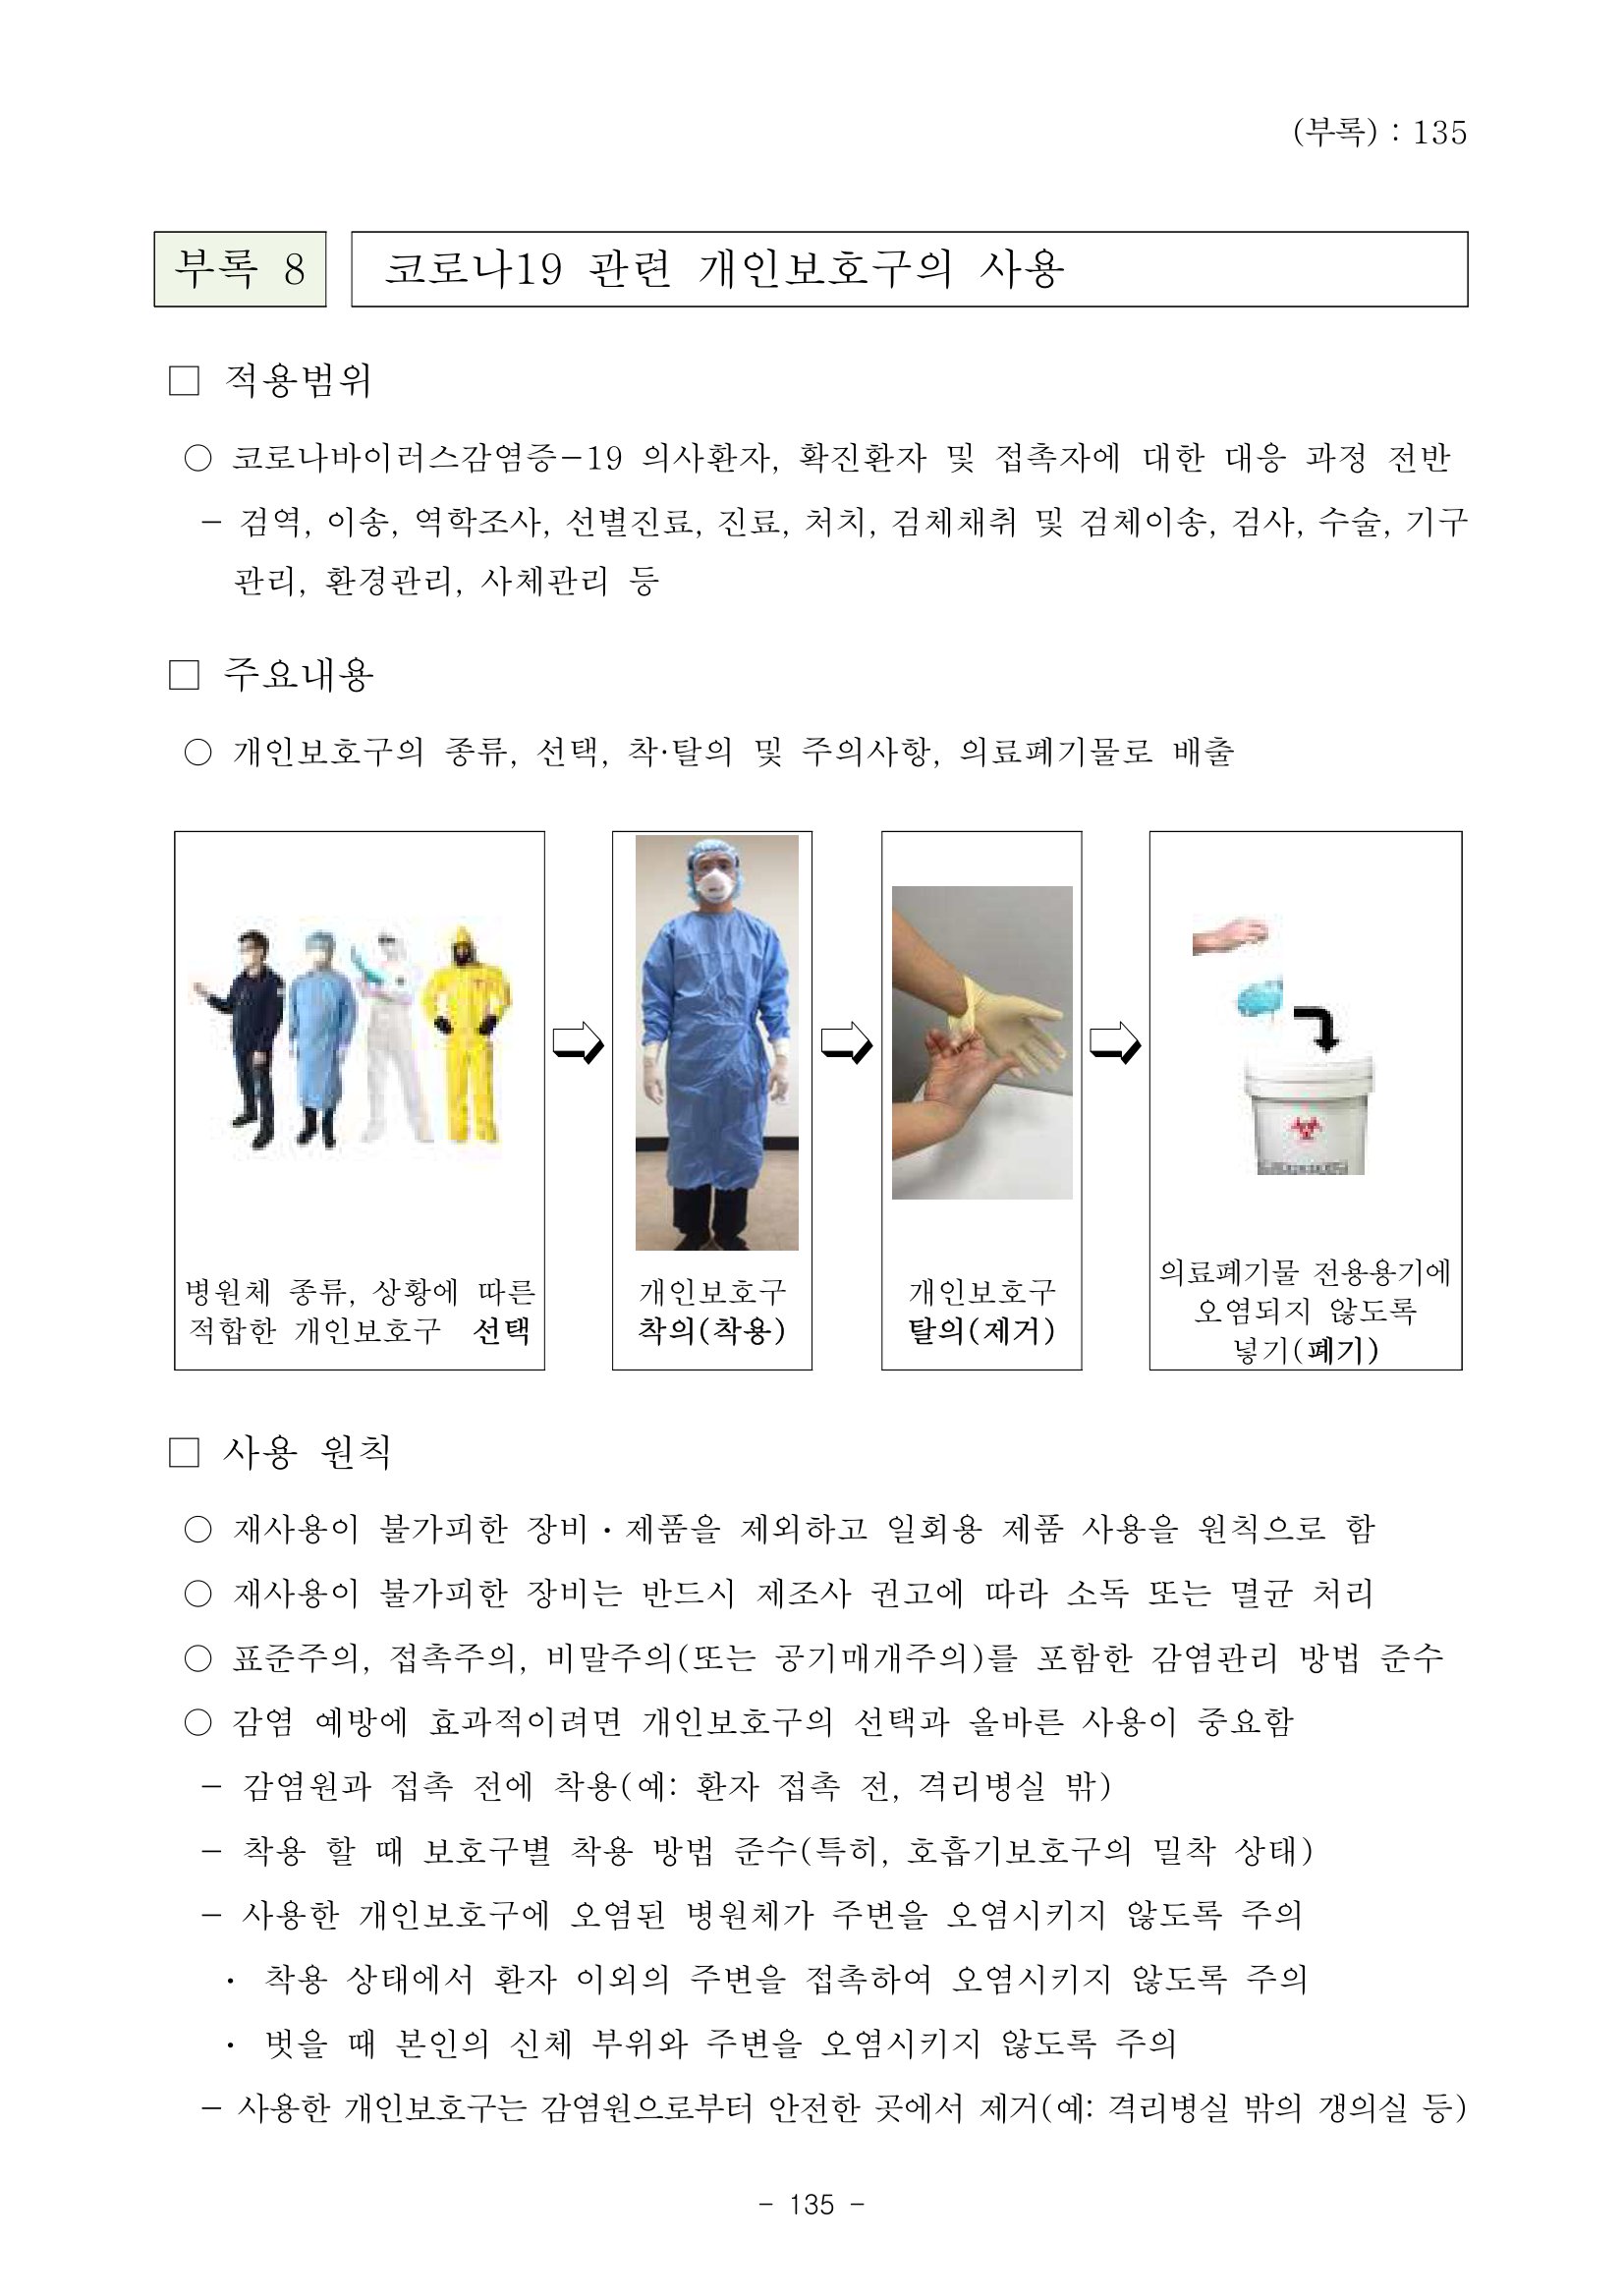 (부록) : 135
부록 8
코로나19 관련 개인보호구의 사용
□ 적용범위
○ 코로나바이러스감염증-19 의사환자, 확진환자 및 접촉자에 대한 대응 과정 전반
- 검역, 이송, 역학조사, 선별진료, 진료, 처치, 검체채취 및 검체이송, 검사, 수술, 기구
관리, 환경관리, 사체관리 등
□ 주요내용
○ 개인보호구의 종류, 선택, 착·탈의 및 주의사항, 의료폐기물로 배출
병원체 종류, 상황에 따른
적합한 개인보호구 선택
개인보호구
착의(착용)
개인보호구
탈의(제거)
의료폐기물 전용용기에
오염되지 않도록
넣기(폐기)
□ 사용 원칙
○ 재사용이 불가피한 장비·제품을 제외하고 일회용 제품 사용을 원칙으로 함
○ 재사용이 불가피한 장비는 반드시 제조사 권고에 따라 소독 또는 멸균 처리
○ 표준주의, 접촉주의, 비말주의(또는 공기매개주의)를 포함한 감염관리 방법 준수
○ 감염 예방에 효과적이려면 개인보호구의 선택과 올바른 사용이 중요함
- 감염원과 접촉 전에 착용(예: 환자 접촉 전, 격리병실 밖)
- 착용 할 때 보호구별 착용 방법 준수(특히, 호흡기보호구의 밀착 상태)
- 사용한 개인보호구에 오염된 병원체가 주변을 오염시키지 않도록 주의
· 착용 상태에서 환자 이외의 주변을 접촉하여 오염시키지 않도록 주의
· 벗을 때 본인의 신체 부위와 주변을 오염시키지 않도록 주의
- 사용한 개인보호구는 감염원으로부터 안전한 곳에서 제거(예: 격리병실 밖의 갱의실 등)
- 135 -